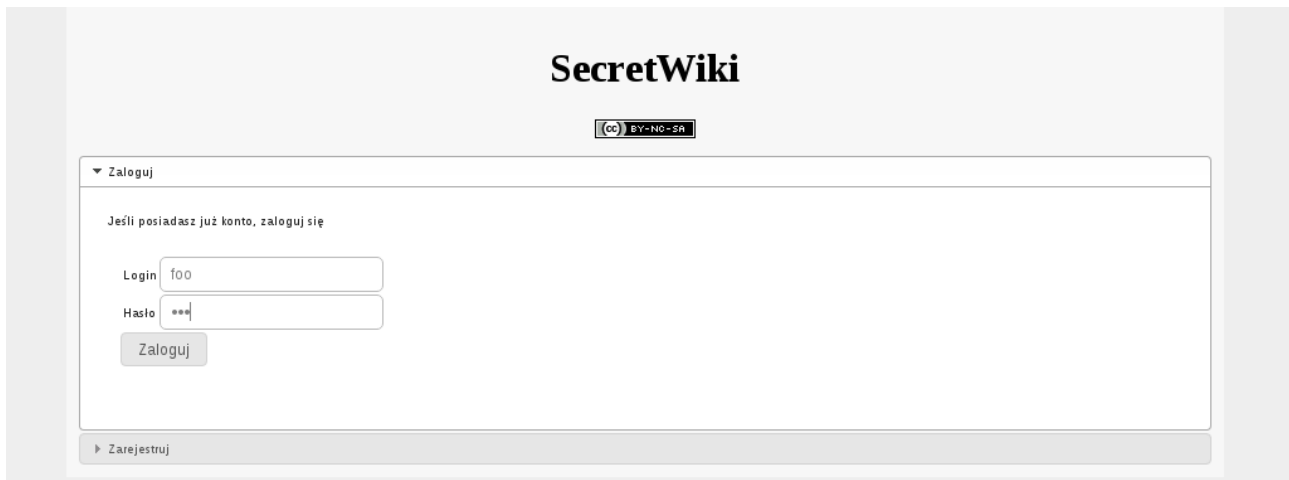 SecretWiki
(cc) BY-NC-SA
Zaloguj
Jeśli posiadasz już konto, zaloguj się
Login foo
Hasło •••
Zaloguj
Zarejestruj